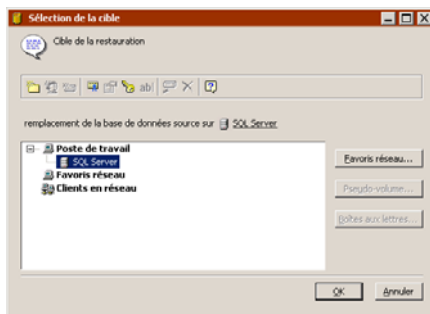 Sélection de la cible
Cible de la restauration
ab|
remplacement de la base de données source sur SQL Server
Poste de travail
SQL Server
Favoris réseau
Clients en réseau
Favoris réseau...
Pseudo-volume...
Boîtes aux lettres...
OK
Annuler